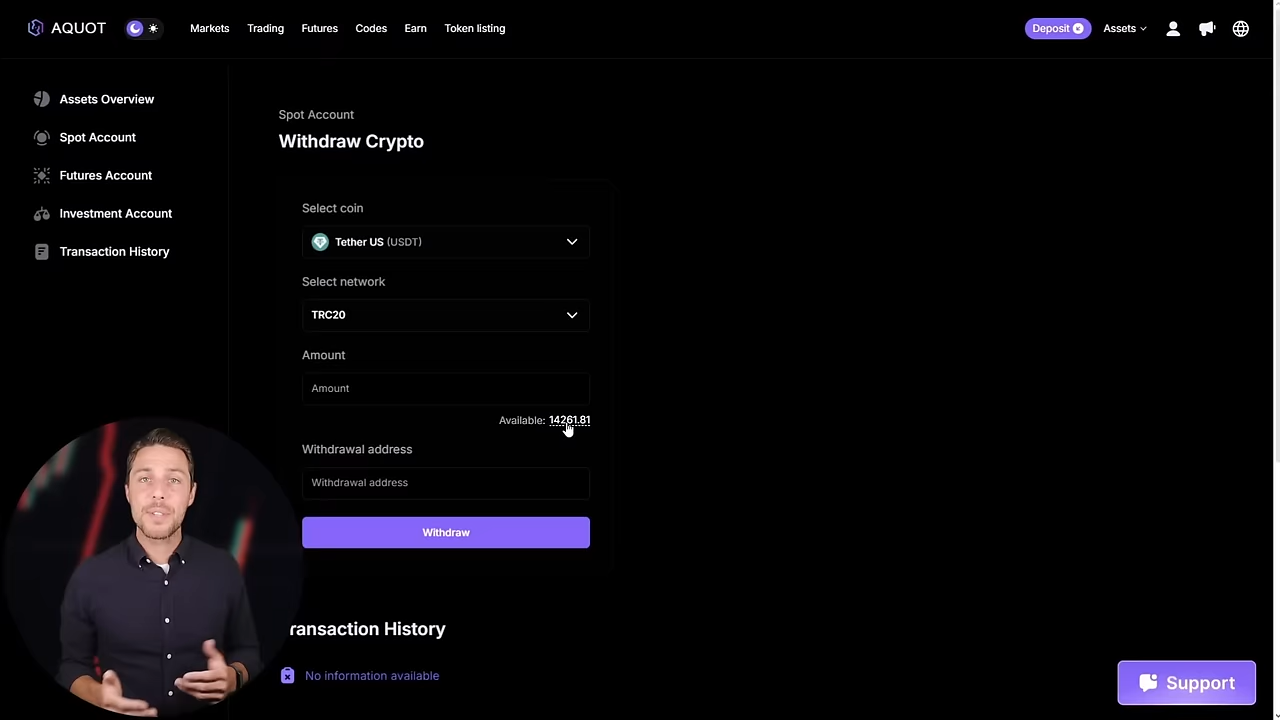 AQUOT
Markets
Trading
Futures
Codes
Earn
Token listing
Deposit
Assets
Assets Overview
Spot Account
Futures Account
Investment Account
Transaction History
Spot Account
Withdraw Crypto
Select coin
Tether US (USDT)
Select network
TRC20
Amount
Amount
Available: 14261.81
Withdrawal address
Withdrawal address
Withdraw
ransaction History
No information available
Support